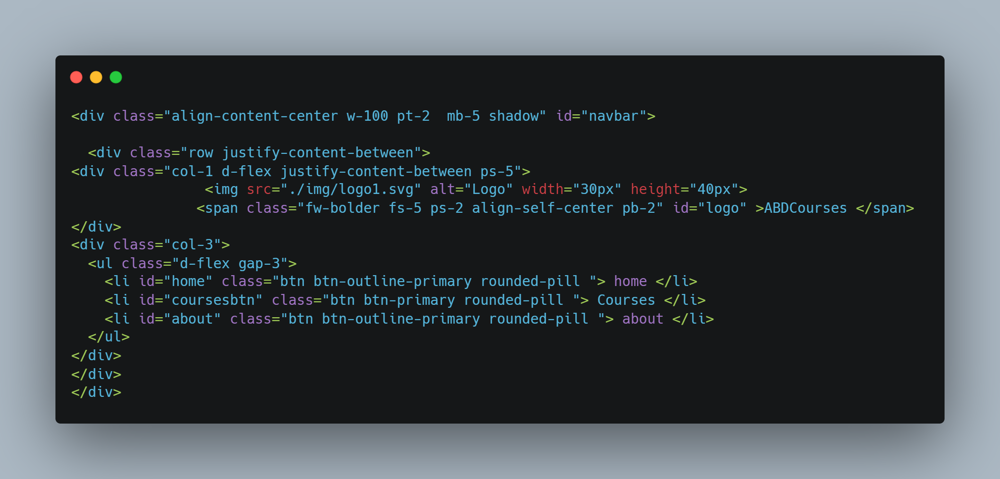 <div class="align-content-center w-100 pt-2  mb-5 shadow" id="navbar">

  <div class="row justify-content-between">
<div class="col-1 d-flex justify-content-between ps-5">
                <img src="./img/logo1.svg" alt="Logo" width="30px" height="40px">
               <span class="fw-bolder fs-5 ps-2 align-self-center pb-2" id="logo" >ABDCourses </span>
</div>
<div class="col-3">
  <ul class="d-flex gap-3">
    <li id="home" class="btn btn-outline-primary rounded-pill "> home </li>
    <li id="coursesbtn" class="btn btn-primary rounded-pill "> Courses </li>
    <li id="about" class="btn btn-outline-primary rounded-pill "> about </li>
  </ul>
</div>
</div>
</div>